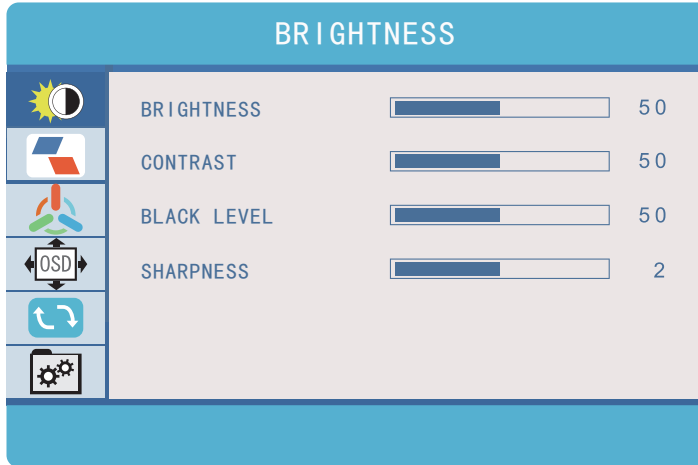 BRIGHTNESS
BRIGHTNESS 50
CONTRAST 50
BLACK LEVEL 50
OSD
SHARPNESS 2